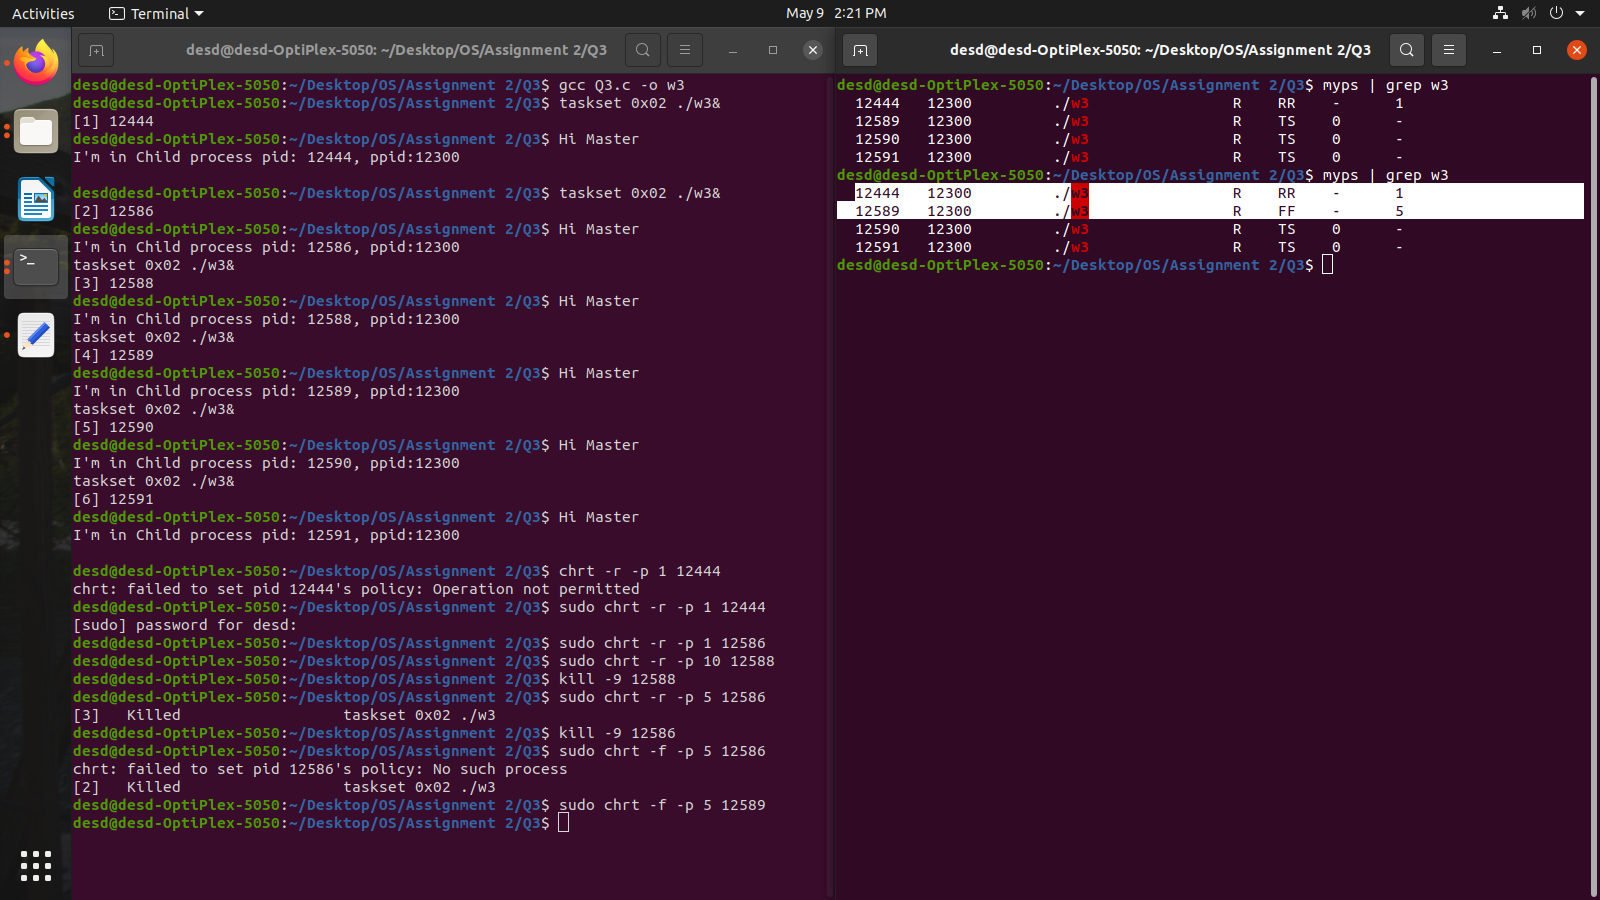 Activities
Terminal
May 9 2:21 PM
desd@desd-OptiPlex-5050: ~/Desktop/OS/Assignment 2/Q3
desd@desd-OptiPlex-5050:~/Desktop/OS/Assignment 2/Q3$ gcc Q3.c -o w3
desd@desd-OptiPlex-5050:~/Desktop/OS/Assignment 2/Q3$ taskset 0x02 ./w3&
[1] 12444
desd@desd-OptiPlex-5050:~/Desktop/OS/Assignment 2/Q3$ Hi Master
I'm in Child process pid: 12444, ppid:12300
desd@desd-OptiPlex-5050:~/Desktop/OS/Assignment 2/Q3$ taskset 0x02 ./w3&
[2] 12586
desd@desd-OptiPlex-5050:~/Desktop/OS/Assignment 2/Q3$ Hi Master
I'm in Child process pid: 12586, ppid:12300
taskset 0x02 ./w3&
[3] 12588
desd@desd-OptiPlex-5050:~/Desktop/OS/Assignment 2/Q3$ Hi Master
I'm in Child process pid: 12588, ppid:12300
taskset 0x02 ./w3&
[4] 12589
desd@desd-OptiPlex-5050:~/Desktop/OS/Assignment 2/Q3$ Hi Master
I'm in Child process pid: 12589, ppid:12300
taskset 0x02 ./w3&
[5] 12590
desd@desd-OptiPlex-5050:~/Desktop/OS/Assignment 2/Q3$ Hi Master
I'm in Child process pid: 12590, ppid:12300
taskset 0x02 ./w3&
[6] 12591
desd@desd-OptiPlex-5050:~/Desktop/OS/Assignment 2/Q3$ Hi Master
I'm in Child process pid: 12591, ppid:12300
desd@desd-OptiPlex-5050:~/Desktop/OS/Assignment 2/Q3$ chrt -r -p 1 12444
chrt: failed to set pid 12444's policy: Operation not permitted
desd@desd-OptiPlex-5050:~/Desktop/OS/Assignment 2/Q3$ sudo chrt -r -p 1 12444
[sudo] password for desd:
desd@desd-OptiPlex-5050:~/Desktop/OS/Assignment 2/Q3$ sudo chrt -r -p 1 12586
desd@desd-OptiPlex-5050:~/Desktop/OS/Assignment 2/Q3$ sudo chrt -r -p 10 12588
desd@desd-OptiPlex-5050:~/Desktop/OS/Assignment 2/Q3$ kill -9 12588
desd@desd-OptiPlex-5050:~/Desktop/OS/Assignment 2/Q3$ sudo chrt -r -p 5 12586
[3]   Killed                  taskset 0x02 ./w3
desd@desd-OptiPlex-5050:~/Desktop/OS/Assignment 2/Q3$ kill -9 12586
desd@desd-OptiPlex-5050:~/Desktop/OS/Assignment 2/Q3$ sudo chrt -f -p 5 12586
chrt: failed to set pid 12586's policy: No such process
[2]   Killed                  taskset 0x02 ./w3
desd@desd-OptiPlex-5050:~/Desktop/OS/Assignment 2/Q3$ sudo chrt -f -p 5 12589
desd@desd-OptiPlex-5050:~/Desktop/OS/Assignment 2/Q3$
desd@desd-OptiPlex-5050: ~/Desktop/OS/Assignment 2/Q3
desd@desd-OptiPlex-5050:~/Desktop/OS/Assignment 2/Q3$ myps | grep w3
12444   12300         ./w3                R    RR    -      1
12589   12300         ./w3                R    TS    0      -
12590   12300         ./w3                R    TS    0      -
12591   12300         ./w3                R    TS    0      -
desd@desd-OptiPlex-5050:~/Desktop/OS/Assignment 2/Q3$ myps | grep w3
12444   12300         ./w3                R    RR    -      1
12589   12300         ./w3                R    FF    -      5
12590   12300         ./w3                R    TS    0      -
12591   12300         ./w3                R    TS    0      -
desd@desd-OptiPlex-5050:~/Desktop/OS/Assignment 2/Q3$